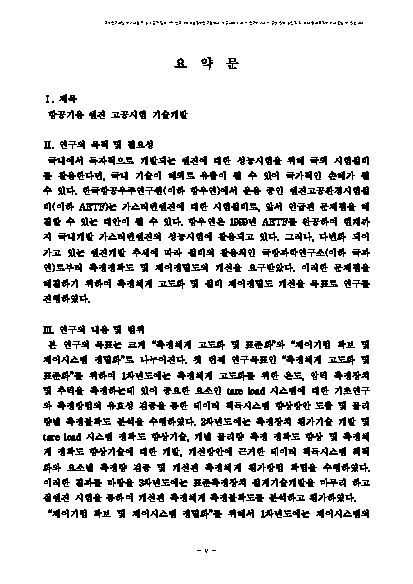 요 약 문
Ⅰ. 제목
항공기용 엔진 고공시험 기술개발
Ⅱ. 연구의 목적 및 필요성
국내에서 독자적으로 개발되는 엔진에 대한 성능시험을 위해 국외 시험설비
를 활용한다면, 국내 기술이 해외로 유출이 될 수 있어 국가적인 손해가 될
수 있다. 한국항공우주연구원(이하 항우연)에서 운용 중인 엔진고공환경시험설
비(이하 AETF)는 가스터빈엔진에 대한 시험설비로, 앞서 언급한 문제점을 해
결할 수 있는 대안이 될 수 있다. 항우연은 1999년 AETF를 완공하여 현재까
지 국내개발 가스터빈엔진의 성능시험에 활용되고 있다. 그러나, 다변화 되어
가고 있는 엔진개발 추세에 따라 설비의 활용처인 국방과학연구소(이하 국과
연)로부터 측정정확도 및 제어정밀도의 개선을 요구받았다. 이러한 문제점을
해결하기 위하여 측정체계 고도화 및 설비 제어정밀도 개선을 목표로 연구를
진행하였다.
Ⅲ. 연구의 내용 및 범위
본 연구의 목표는 크게 “측정체계 고도화 및 표준화”와 “제어기법 확보 및
제어시스템 정밀화”로 나누어진다. 첫 번째 연구목표인 “측정체계 고도화 및
표준화”를 위하여 1차년도에는 측정체계 고도화를 위한 온도, 압력 측정장치
및 추력을 측정하는데 있어 중요한 요소인 tare load 시스템에 대한 기초연구
와 측정방법의 유효성 검증을 통한 데이터 획득시스템 향상방안 도출 및 물리
량별 측정불확도 분석을 수행하였다. 2차년도에는 측정장치 원가기술 개발 및
tare load 시스템 정확도 향상기술, 개별 물리량 측정 정확도 향상 및 측정체
계 정확도 향상기술에 대한 개발, 개선방안에 근거한 데이터 획득시스템 최적
화와 요소별 측정량 검증 및 개선된 측정체계 평가방법 확립을 수행하였다.
이러한 결과를 바탕을 3차년도에는 표준측정장치 설계기술개발을 마무리 하고
실엔진 시험을 통하여 개선된 측정체계 측정불확도를 분석하고 평가하였다.
“제어기법 확보 및 제어시스템 정밀화”를 위해서 1차년도에는 제어시스템의
- v -